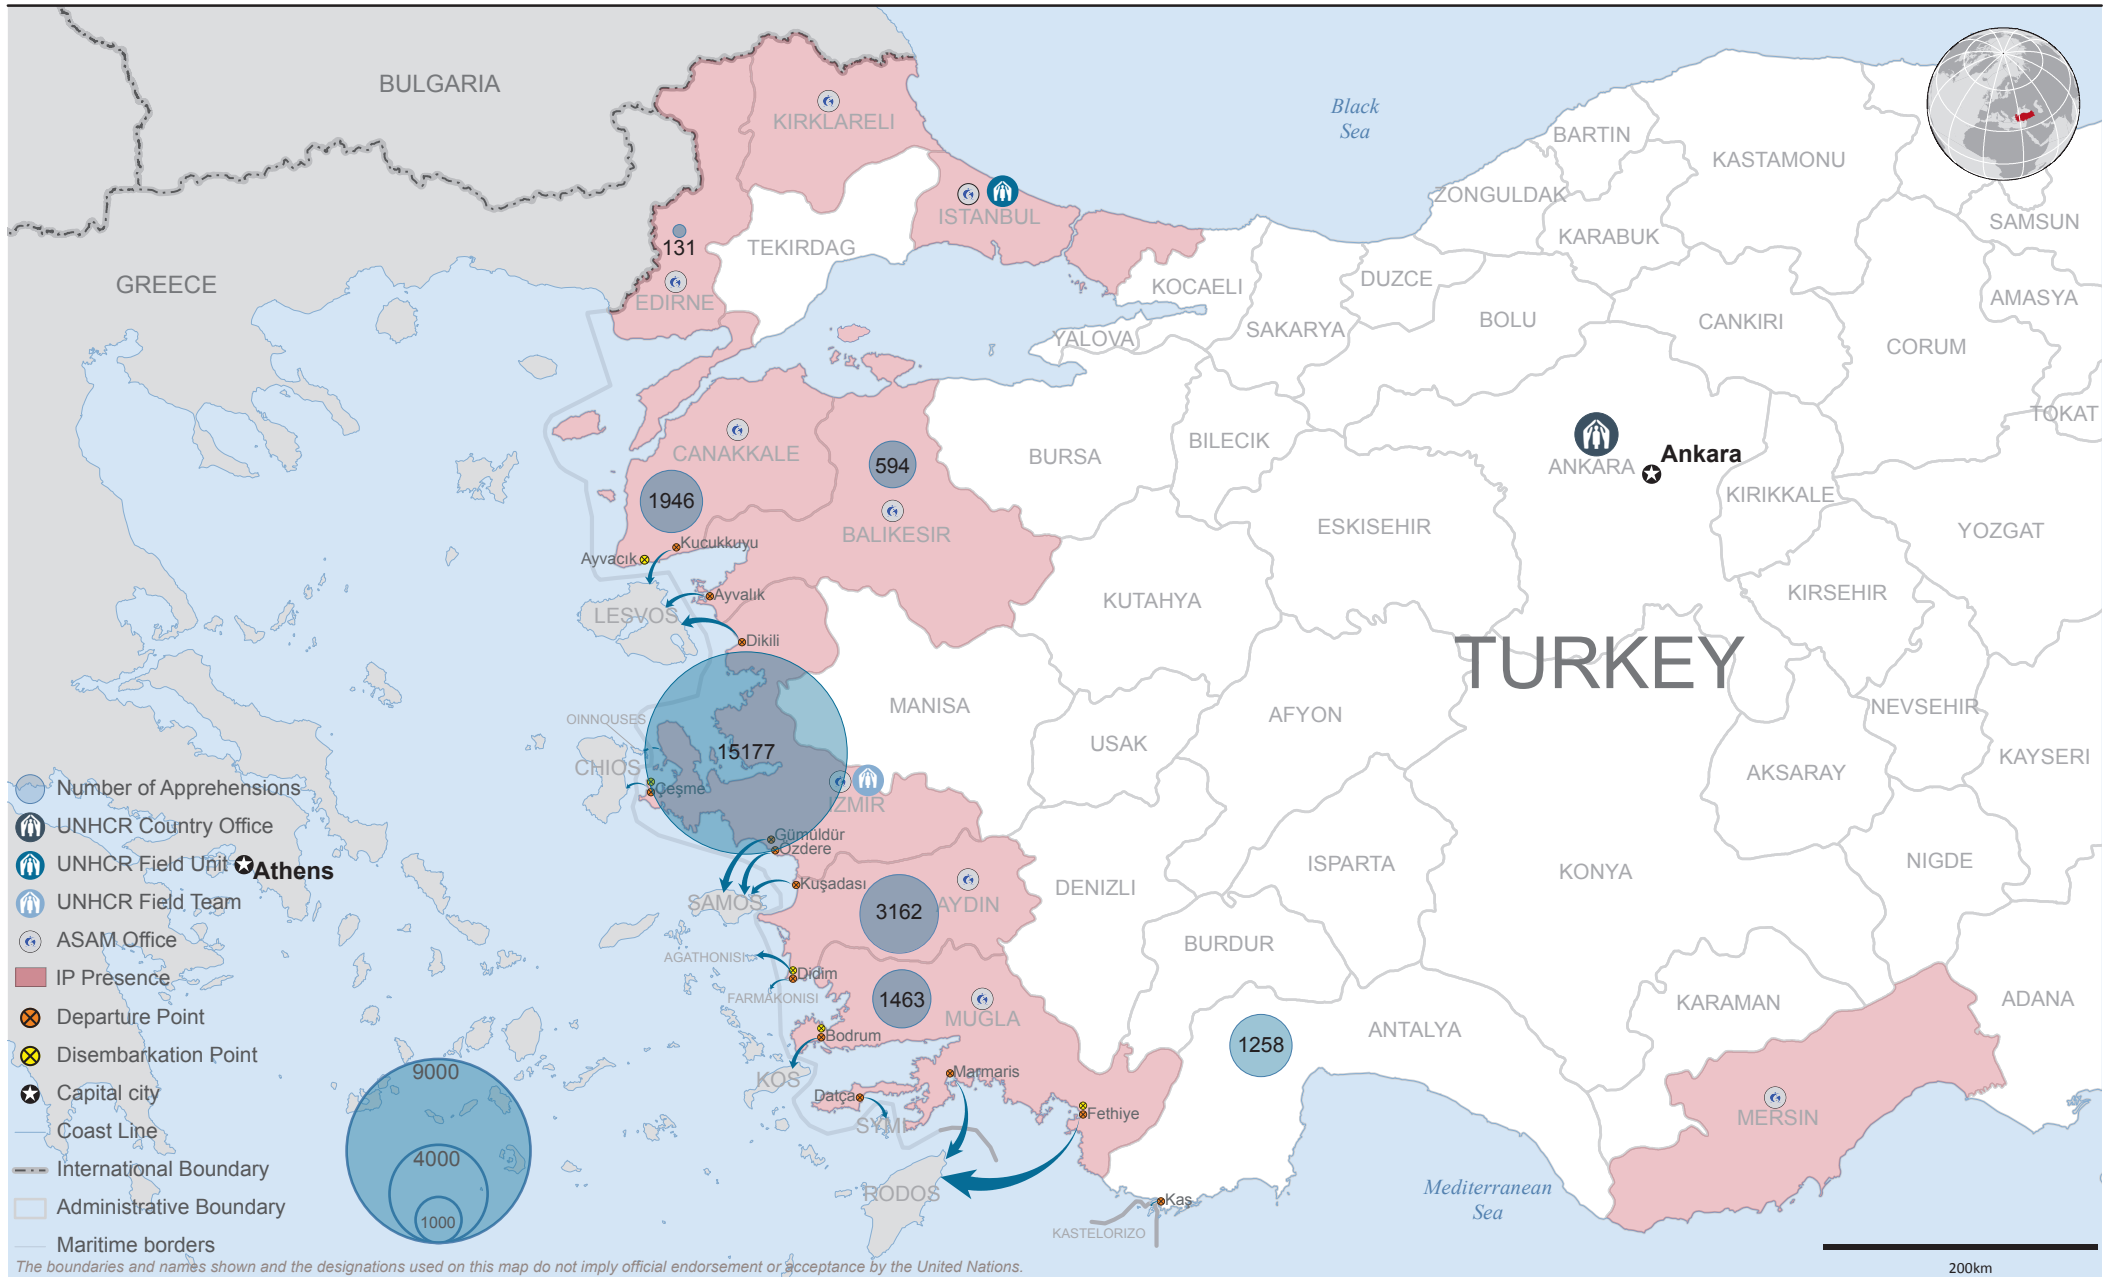 BULGARIA
KIRKLARELI
Black
Sea
BARTIN
KASTAMONU
ZONGULDAK
ISTANBUL
SAMSUN
KARABUK
131
TEKIRDAG
GREECE
EDIRNE
KOCAELI
DUZCE
AMASYA
BOLU
CANKIRI
SAKARYA
YALOVA
CORUM
TOKAT
CANAKKALE
594
BURSA
BILECIK
ANKARA
Ankara
1946
KIRIKKALE
ESKISEHIR
YOZGAT
BALIKESIR
Kucukkuyu
Ayvacık
KIRSEHIR
Ayvalık
KUTAHYA
LESVOS
Dikili
TURKEY
MANISA
NEVSEHIR
AFYON
OINNOUSES
15177
USAK
KAYSERI
CHIOS
AKSARAY
Çeşme
IZMIR
Gümüldür
Özdere
ISPARTA
NIGDE
KONYA
Kuşadası
DENIZLI
SAMOS
3162
AYDIN
BURDUR
AGATHONISI
Didim
FARMAKONISI
1463
MUGLA
KARAMAN
ADANA
ANTALYA
Bodrum
1258
KOS
Marmaris
Datça
Fethiye
SYMI
MERSIN
RODOS
Mediterranean
Sea
Kaş
KASTELORIZO
Number of Apprehensions
UNHCR Country Office
UNHCR Field Unit
Athens
UNHCR Field Team
ASAM Office
IP Presence
Departure Point
Disembarkation Point
Capital city
Coast Line
International Boundary
Administrative Boundary
Maritime borders
9000
4000
1000
The boundaries and names shown and the designations used on this map do not imply official endorsement or acceptance by the United Nations.
200km